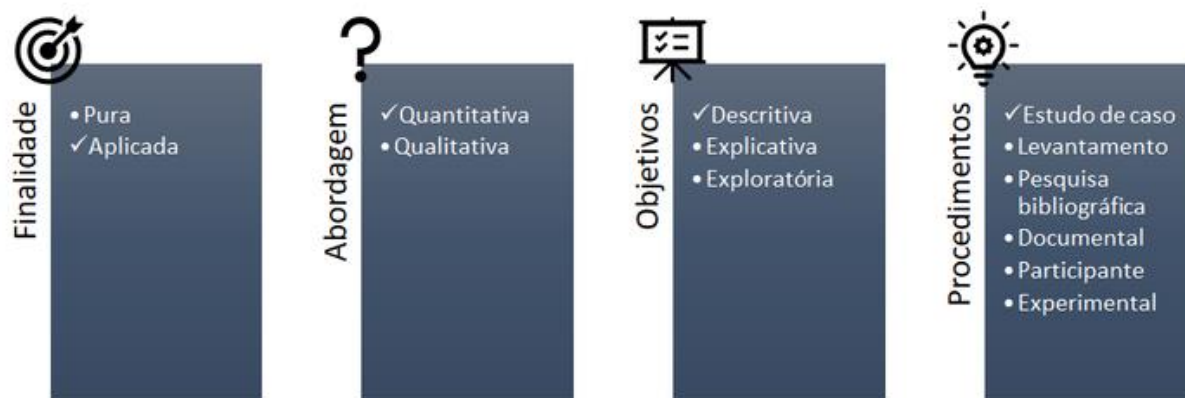 Finalidade
• Pura
✓Aplicada
Abordagem
✓Quantitativa
• Qualitativa
Objetivos
✓Descritiva
• Explicativa
• Exploratória
Procedimentos
✓Estudo de caso
• Levantamento
• Pesquisa
bibliográfica
• Documental
• Participante
• Experimental